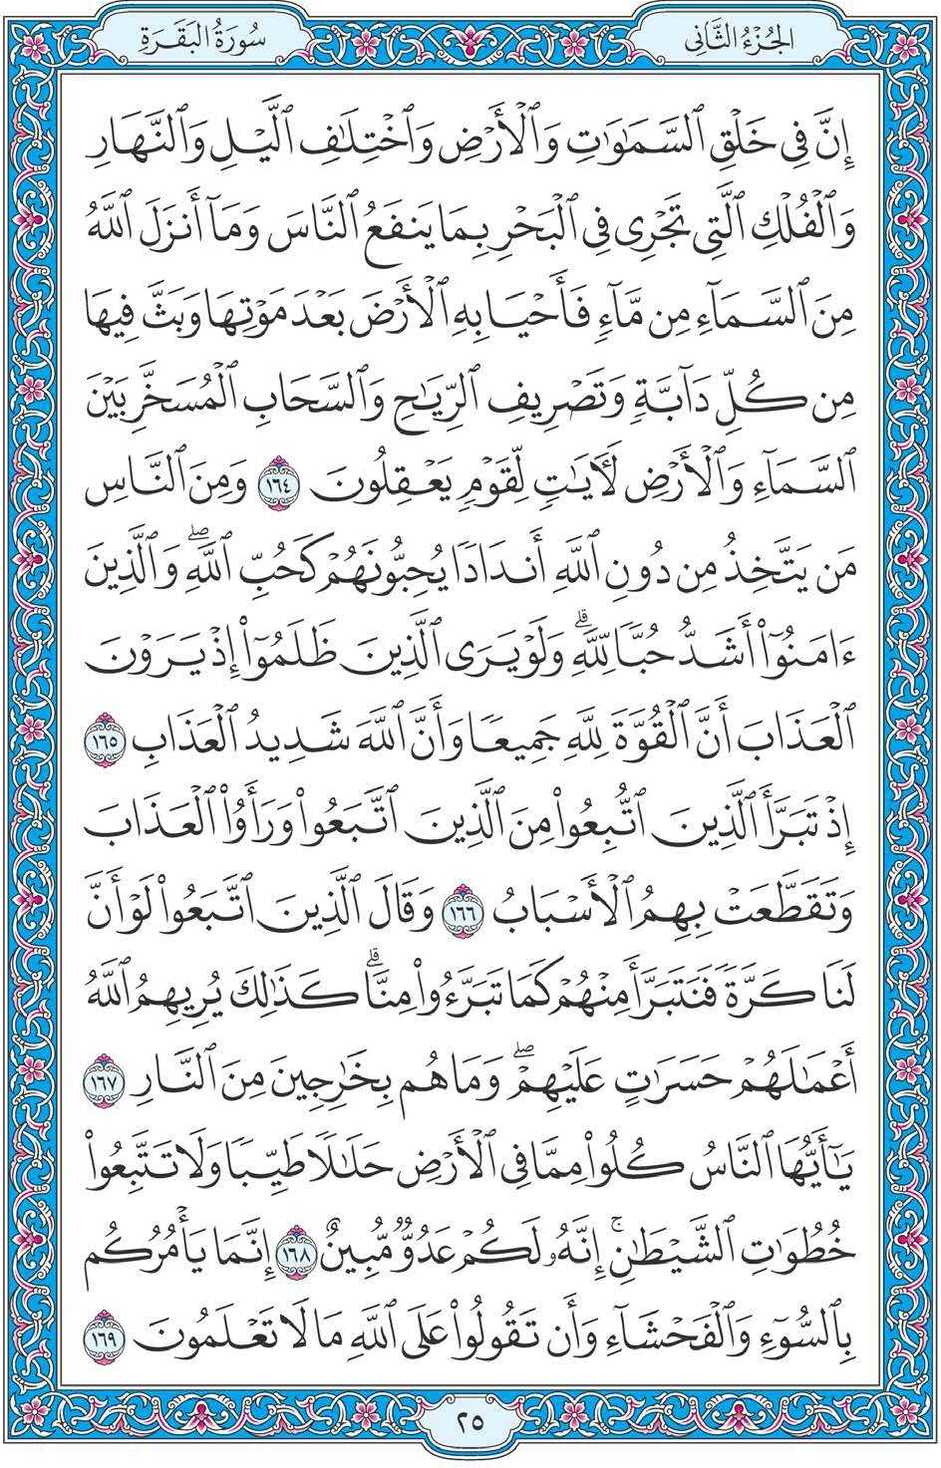 الجُزْءُ الثَّانِي
سُورَةُ البَقَرَةِ
إِنَّ فِي خَلْقِ ٱلسَّمَٰوَٰتِ وَٱلْأَرْضِ وَٱخْتِلَٰفِ ٱلَّيْلِ وَٱلنَّهَارِ
وَٱلْفُلْكِ ٱلَّتِي تَجْرِي فِي ٱلْبَحْرِ بِمَا يَنفَعُ ٱلنَّاسَ وَمَآ أَنزَلَ ٱللَّهُ
مِنَ ٱلسَّمَآءِ مِن مَّآءٍ فَأَحْيَا بِهِ ٱلْأَرْضَ بَعْدَ مَوْتِهَا وَبَثَّ فِيهَا
مِن كُلِّ دَآبَّةٍ وَتَصْرِيفِ ٱلرِّيَٰحِ وَٱلسَّحَابِ ٱلْمُسَخَّرِ بَيْنَ
ٱلسَّمَآءِ وَٱلْأَرْضِ لَأٓيَٰتٍ لِّقَوْمٍ يَعْقِلُونَ ١٦٤ وَمِنَ ٱلنَّاسِ
مَن يَتَّخِذُ مِن دُونِ ٱللَّهِ أَندَادًا يُحِبُّونَهُمْ كَحُبِّ ٱللَّهِۖ وَٱلَّذِينَ
ءَامَنُوٓا۟ أَشَدُّ حُبًّا لِّلَّهِۗ وَلَوْ يَرَى ٱلَّذِينَ ظَلَمُوٓا۟ إِذْ يَرَوْنَ
ٱلْعَذَابَ أَنَّ ٱلْقُوَّةَ لِلَّهِ جَمِيعًا وَأَنَّ ٱللَّهَ شَدِيدُ ٱلْعَذَابِ ١٦٥
إِذْ تَبَرَّأَ ٱلَّذِينَ ٱتُّبِعُوا۟ مِنَ ٱلَّذِينَ ٱتَّبَعُوا۟ وَرَأَوُا۟ ٱلْعَذَابَ
وَتَقَطَّعَتْ بِهِمُ ٱلْأَسْبَابُ ١٦٦ وَقَالَ ٱلَّذِينَ ٱتَّبَعُوا۟ لَوْ أَنَّ
لَنَا كَرَّةً فَنَتَبَرَّأَ مِنْهُمْ كَمَا تَبَرَّءُوا۟ مِنَّاۗ كَذَٰلِكَ يُرِيهِمُ ٱللَّهُ
أَعْمَٰلَهُمْ حَسَرَٰتٍ عَلَيْهِمْۖ وَمَا هُم بِخَٰرِجِينَ مِنَ ٱلنَّارِ ١٦٧
يَٰٓأَيُّهَا ٱلنَّاسُ كُلُوا۟ مِمَّا فِي ٱلْأَرْضِ حَلَٰلًا طَيِّبًا وَلَا تَتَّبِعُوا۟
خُطُوَٰتِ ٱلشَّيْطَٰنِۚ إِنَّهُۥ لَكُمْ عَدُوٌّ مُّبِينٌ ١٦٨ إِنَّمَا يَأْمُرُكُم
بِٱلسُّوٓءِ وَٱلْفَحْشَآءِ وَأَن تَقُولُوا۟ عَلَى ٱللَّهِ مَا لَا تَعْلَمُونَ ١٦٩
٢٥